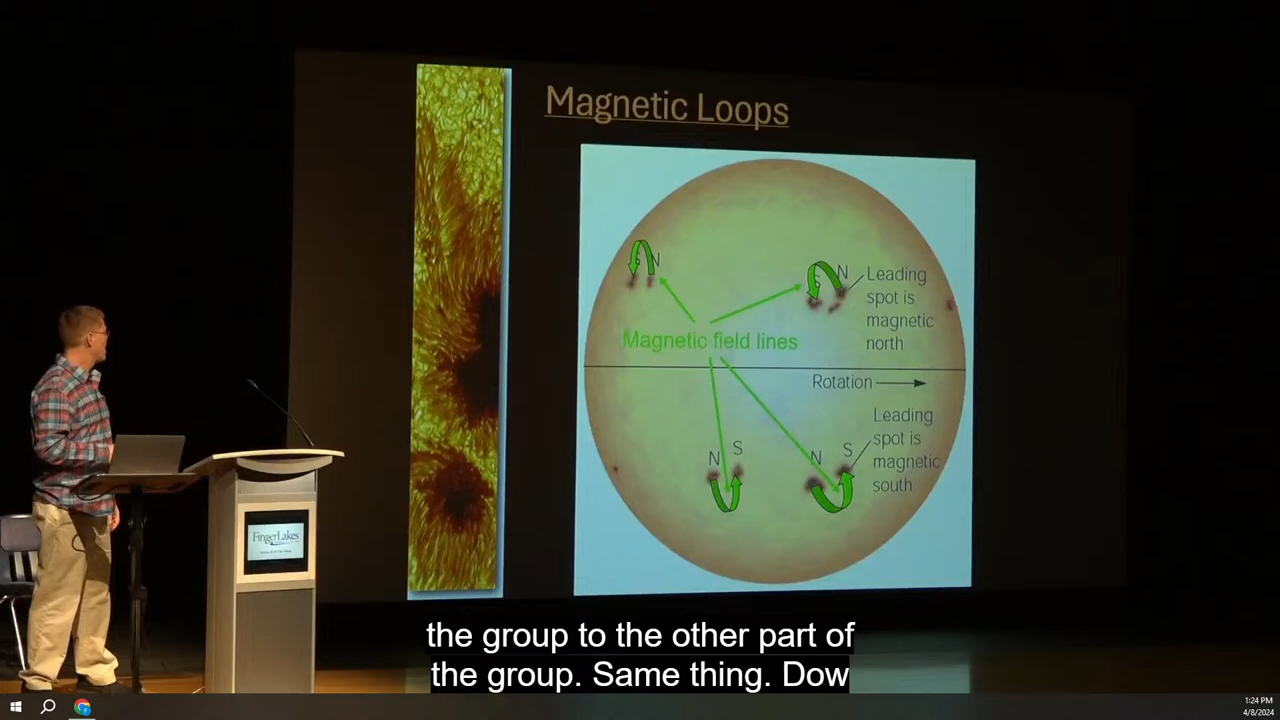 Magnetic Loops
N
N
Leading
spot is
magnetic
north
Magnetic field lines
Rotation
Leading
spot is
magnetic
south
N
S
N
S
FingerLakes
the group to the other part of
the group. Same thing. Dow
1:24 PM
4/8/2024